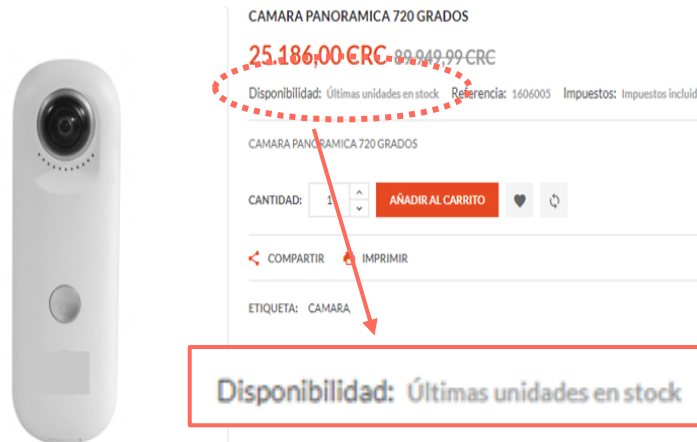 CAMARA PANORAMICA 720 GRADOS
25.186,00 CRC 89.949,99 CRC
Disponibilidad: Últimas unidades en stock Referencia: 1606005 Impuestos: Impuestos incluid
CAMARA PANORAMICA 720 GRADOS
CANTIDAD: 1 AÑADIR AL CARRITO
COMPARTIR IMPRIMIR
ETIQUETA: CAMARA,
Disponibilidad: Últimas unidades en stock